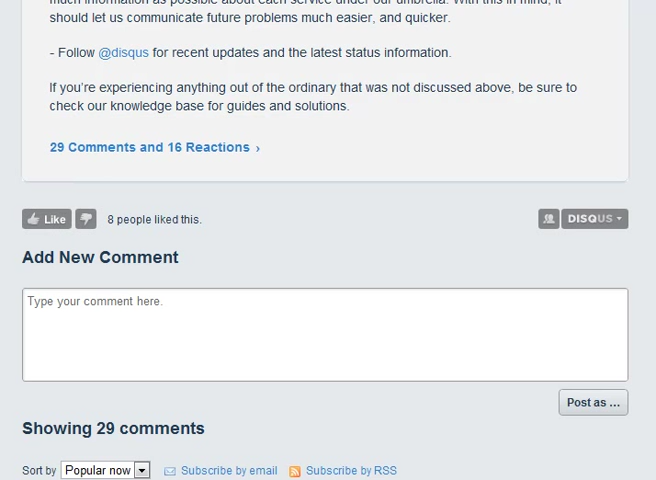 should let us communicate future problems much easier, and quicker.
- Follow @disqus for recent updates and the latest status information.
If you're experiencing anything out of the ordinary that was not discussed above, be sure to
check our knowledge base for guides and solutions.
29 Comments and 16 Reactions ›
Like
8 people liked this.
DISQUS
Add New Comment
Type your comment here.
Post as ...
Showing 29 comments
Sort by Popular now Subscribe by email Subscribe by RSS